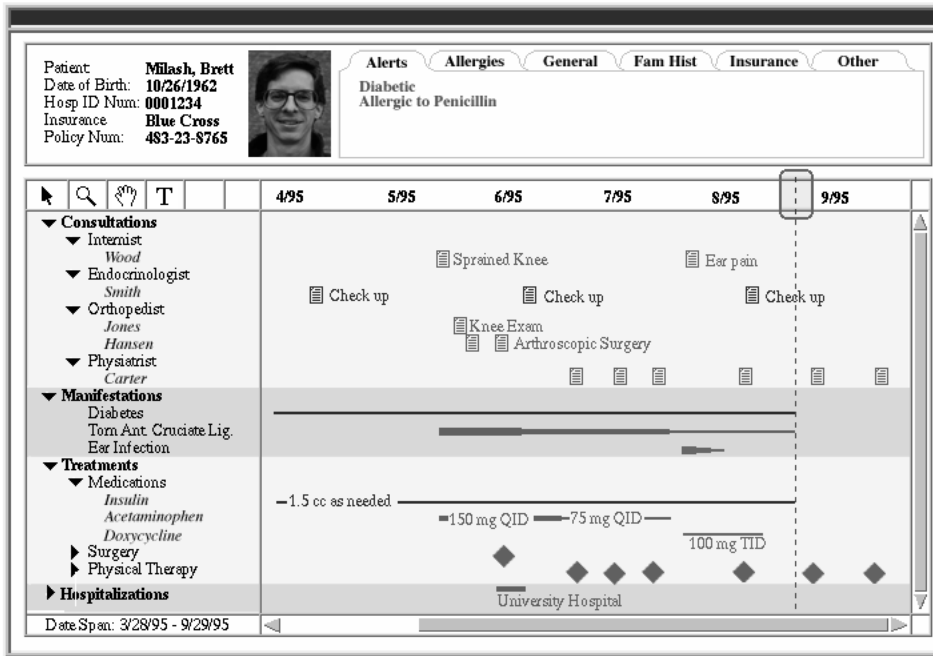 Patient: Milash, Brett
Date of Birth: 10/26/1962
Hosp ID Num: 0001234
Insurance Blue Cross
Policy Num: 483-23-8765
Alerts Allergies General Fam Hist Insurance Other
Diabetic
Allergic to Penicillin
T 4/95 5/95 6/95 7/95 8/95 9/95
Consultations
Internist
Wood Sprained Knee Ear pain
Endocrinologist
Smith Check up Check up Check up
Orthopedist
Jones Knee Exam
Hansen Arthroscopic Surgery
Physiatrist
Carter
Manifestations
Diabetes
Torn Ant. Cruciate Lig.
Ear Infection
Treatments
Medications
Insulin 1.5 cc as needed
Acetaminophen 150 mg QID 75 mg QID
Doxycycline 100 mg TID
Surgery
Physical Therapy
Hospitalizations University Hospital
Date Span: 3/28/95 - 9/29/95